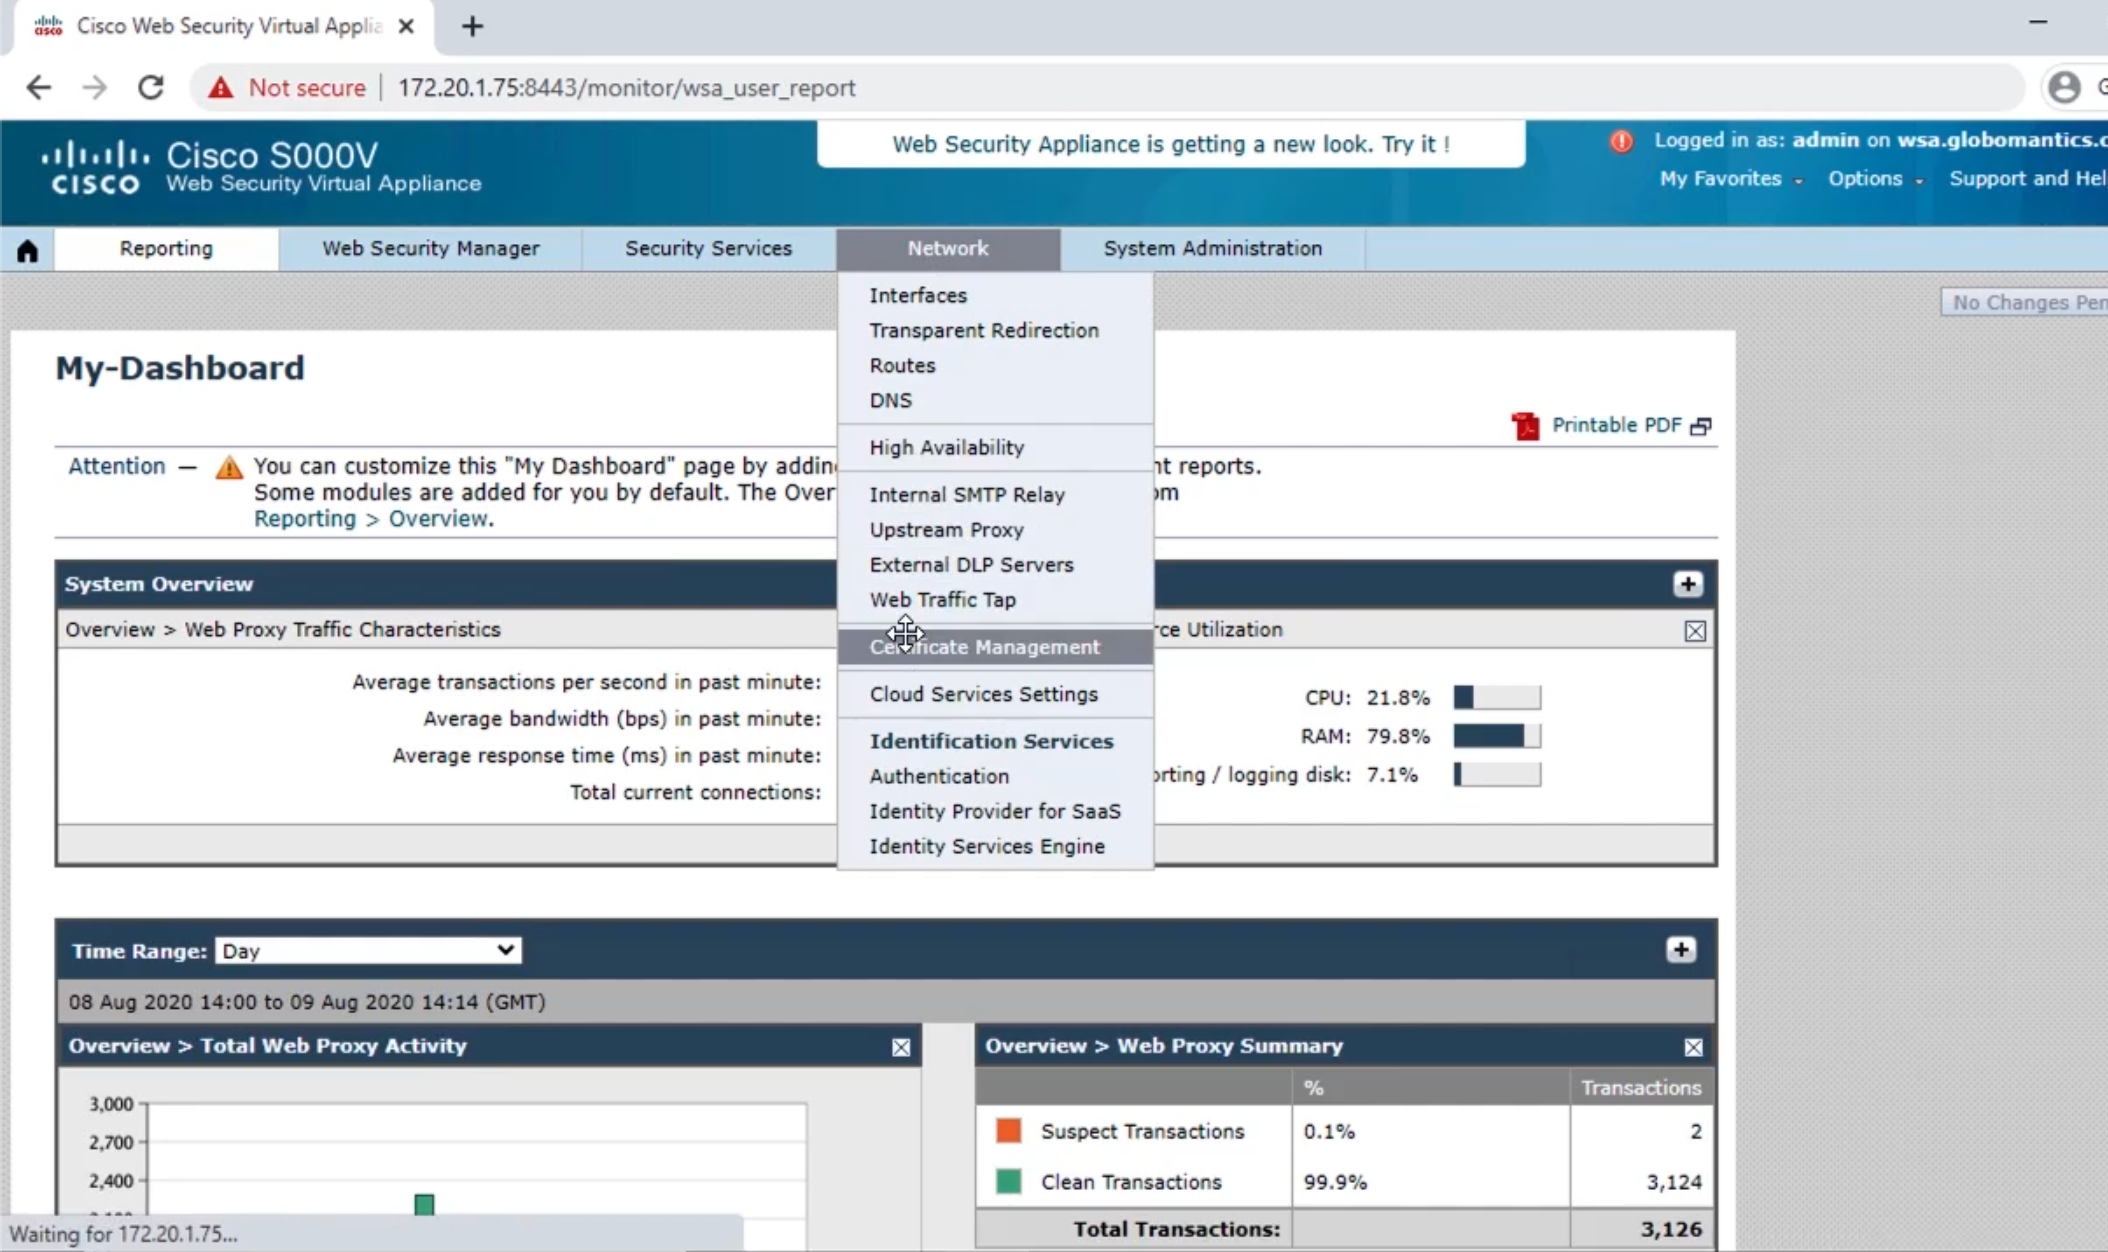 Cisco Web Security Virtual Applia
Not secure 172.20.1.75:8443/monitor/wsa_user_report
CISCO
Cisco S000V
Web Security Virtual Appliance
Web Security Appliance is getting a new look. Try it !
Logged in as: admin on wsa.globomantics.c
My Favorites Options Support and Hel
Reporting Web Security Manager Security Services Network System Administration
No Changes Pen
Interfaces
Transparent Redirection
Routes
DNS
High Availability
Internal SMTP Relay
Upstream Proxy
External DLP Servers
Web Traffic Tap
Certificate Management
Cloud Services Settings
Identification Services
Authentication
Identity Provider for SaaS
Identity Services Engine
My-Dashboard
Printable PDF
Attention — You can customize this "My Dashboard" page by addin nt reports.
Some modules are added for you by default. The Over om
Reporting > Overview.
System Overview
Overview > Web Proxy Traffic Characteristics
rce Utilization
Average transactions per second in past minute:
Average bandwidth (bps) in past minute:
Average response time (ms) in past minute:
Total current connections:
CPU: 21.8%
RAM: 79.8%
orting / logging disk: 7.1%
Time Range: Day
08 Aug 2020 14:00 to 09 Aug 2020 14:14 (GMT)
Overview > Total Web Proxy Activity
3,000
2,700
2,400
Overview > Web Proxy Summary
% Transactions
Suspect Transactions 0.1% 2
Clean Transactions 99.9% 3,124
Total Transactions: 3,126
Waiting for 172.20.1.75...